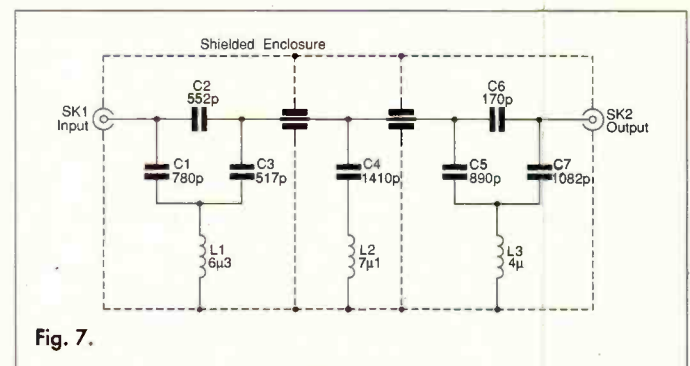 Shielded Enclosure
SK1
Input
C2
552p
C6
170p
SK2
Output
C1
780p
C3
517p
C4
1410p
C5
890p
C7
1082p
L1
6µ3
L2
7µ1
L3
4µ
Fig. 7.